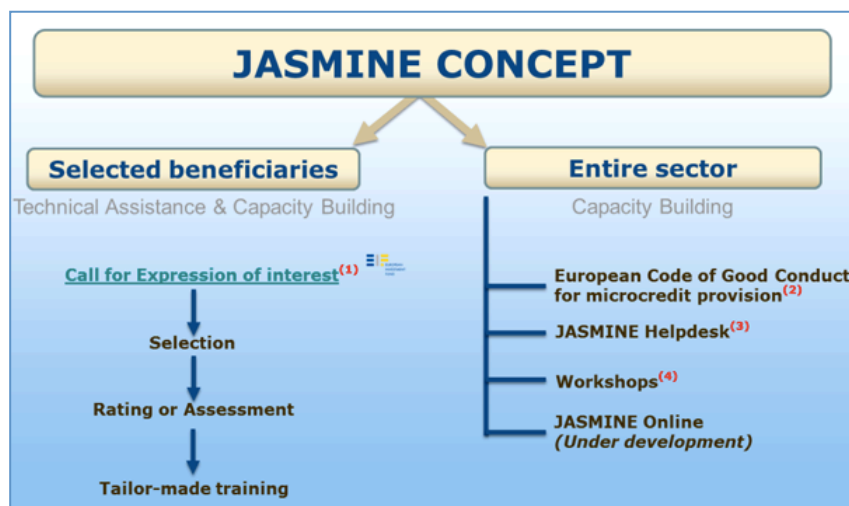 JASMINE CONCEPT
Selected beneficiaries
Technical Assistance & Capacity Building
Call for Expression of interest(1)
EIF
Selection
Rating or Assessment
Tailor-made training
Entire sector
Capacity Building
European Code of Good Conduct
for microcredit provision(2)
JASMINE Helpdesk(3)
Workshops(4)
JASMINE Online
(Under development)